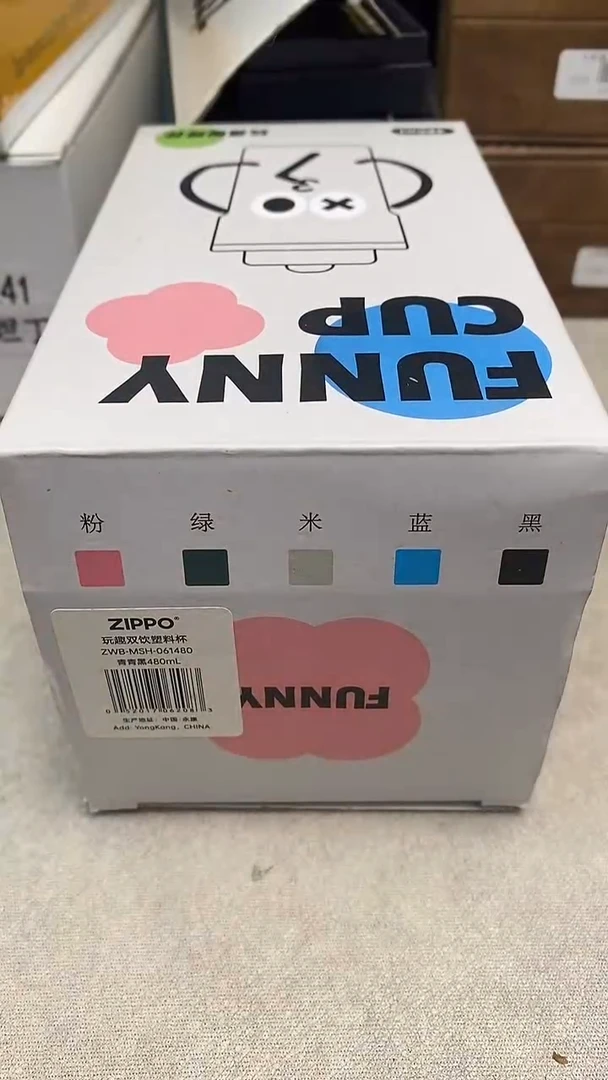 FUNNY
CUP
41
粉 绿 米 蓝 黑
ZIPPO®
玩趣双饮塑料杯
ZWB-MSH-061480
青青黑480mL
生产地址：中国·永康
Add: YongKang, CHINA
FUNNY